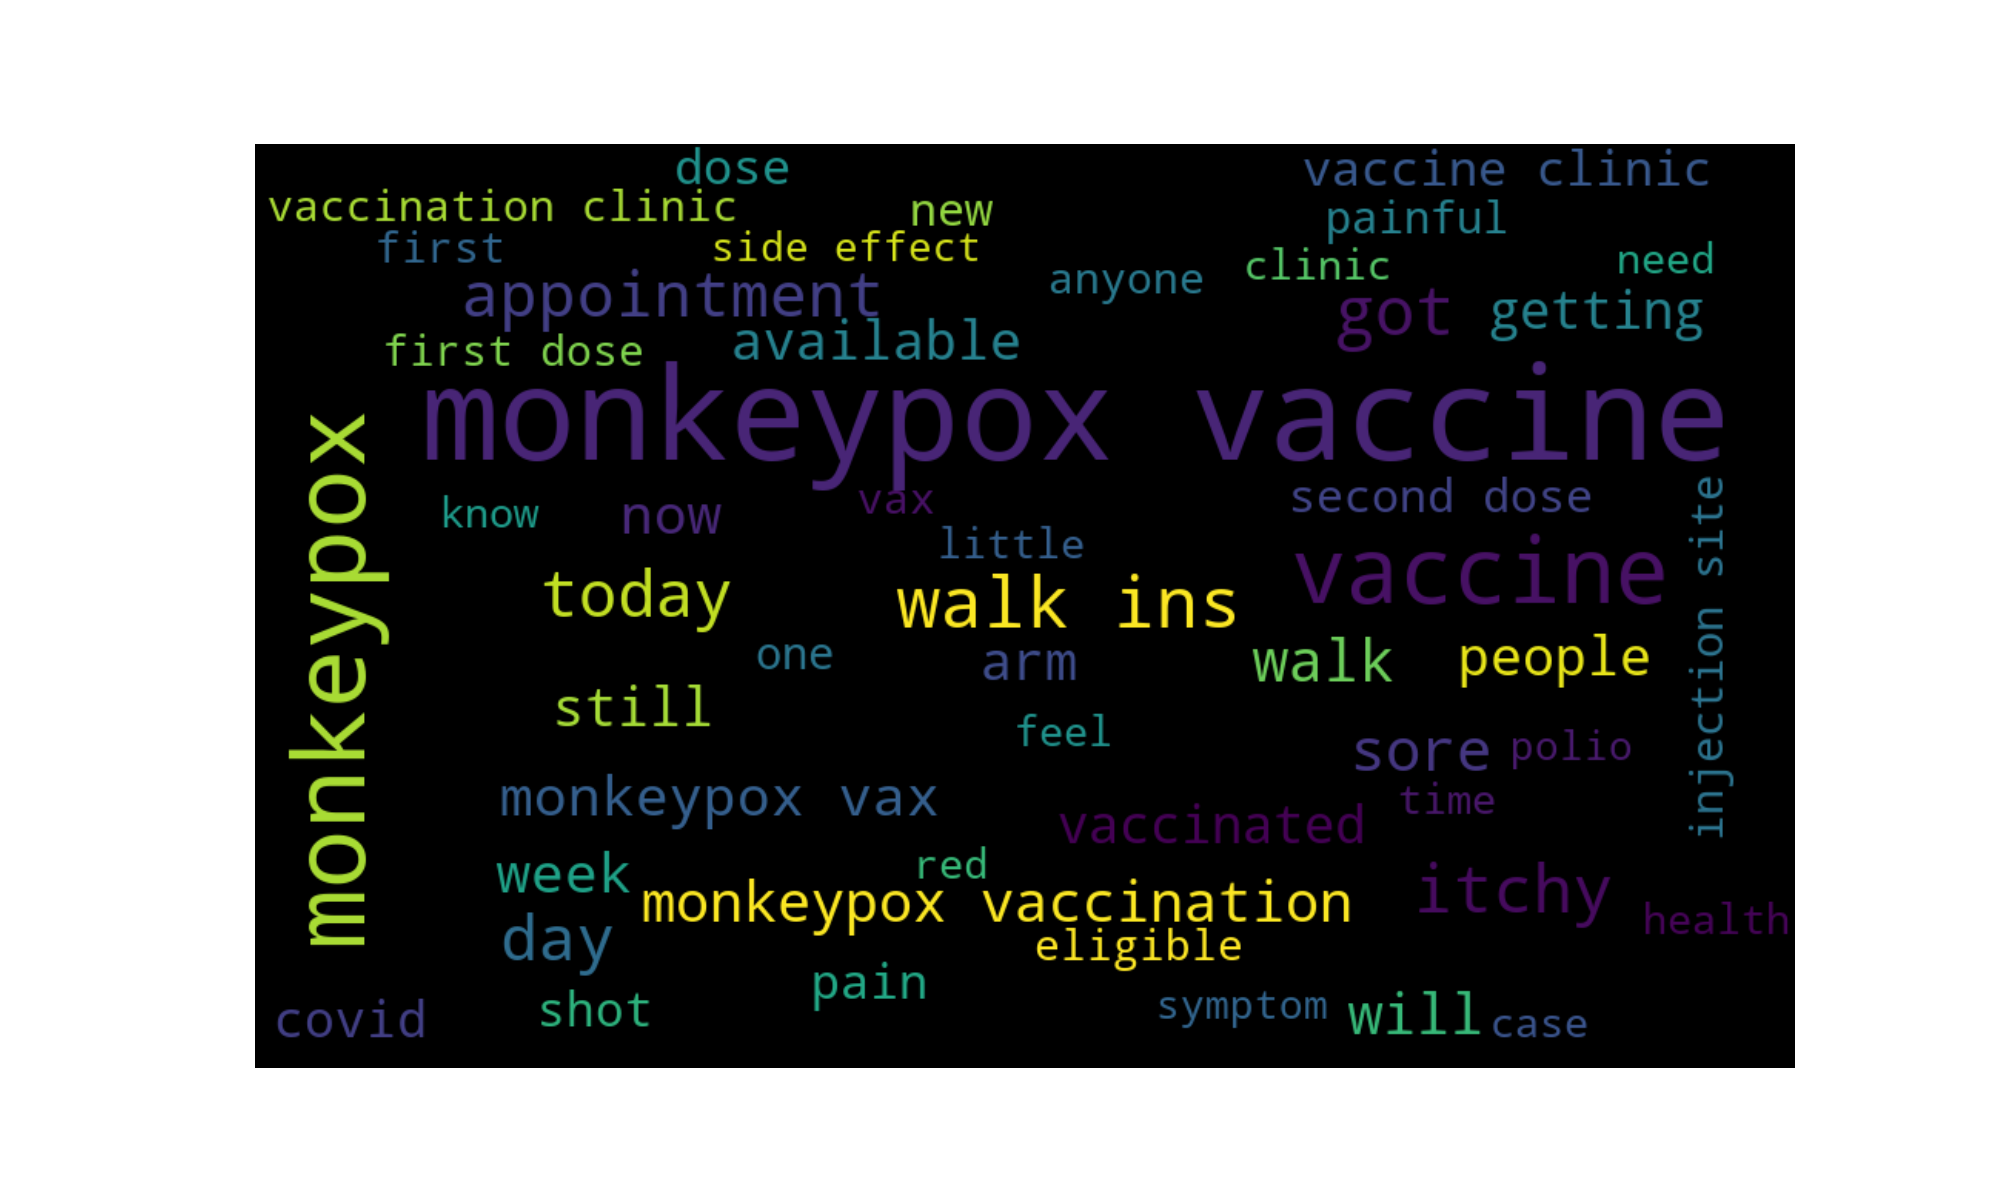 dose
vaccine clinic
vaccination clinic
new
painful
first
side effect
anyone
clinic
need
appointment
got
getting
first dose
available
monkeypox vaccine
monkeypox
know
now
vax
second dose
injection site
little
vaccine
today
walk ins
one
arm
walk
people
still
feel
sore
polio
monkeypox vax
vaccinated
time
week
red
monkeypox vaccination
itchy
health
day
eligible
pain
covid
shot
symptom
will
case